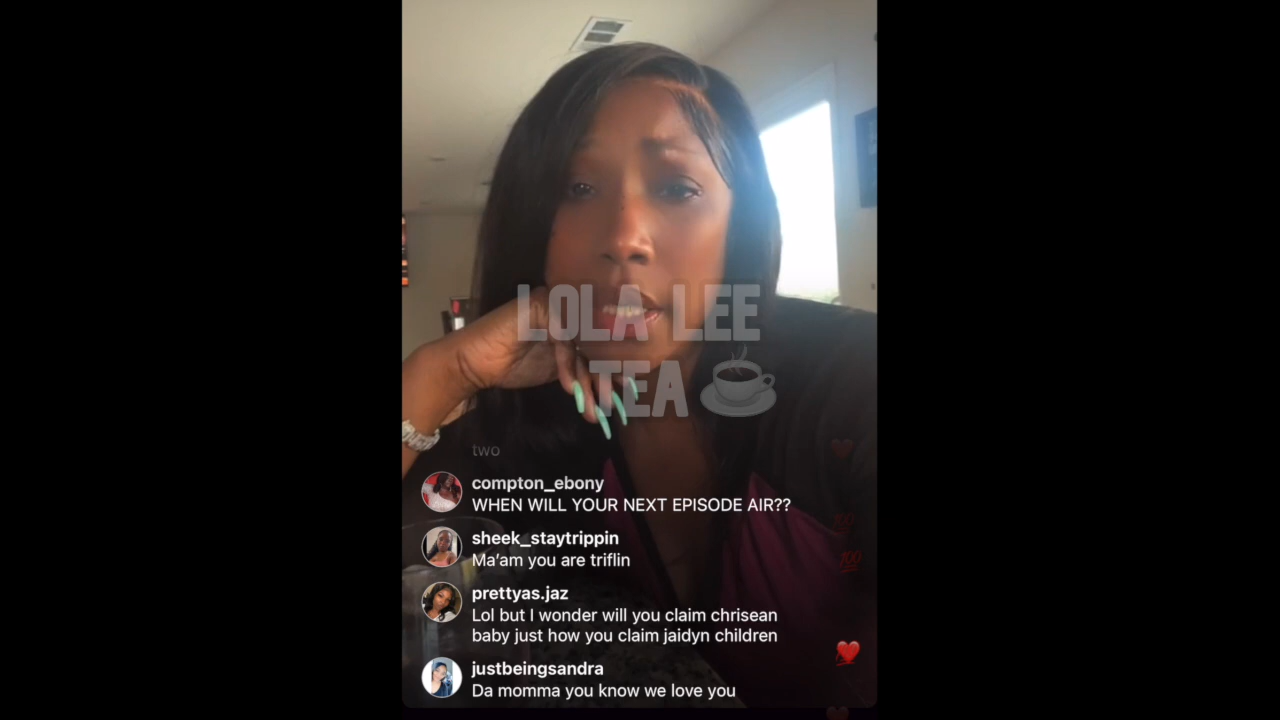 LOLA LEE
TEA
two
compton_ebony
WHEN WILL YOUR NEXT EPISODE AIR??
sheek_staytrippin
Ma’am you are triflin
prettyas.jaz
Lol but I wonder will you claim chrisean
baby just how you claim jaidyn children
justbeingsandra
Da momma you know we love you